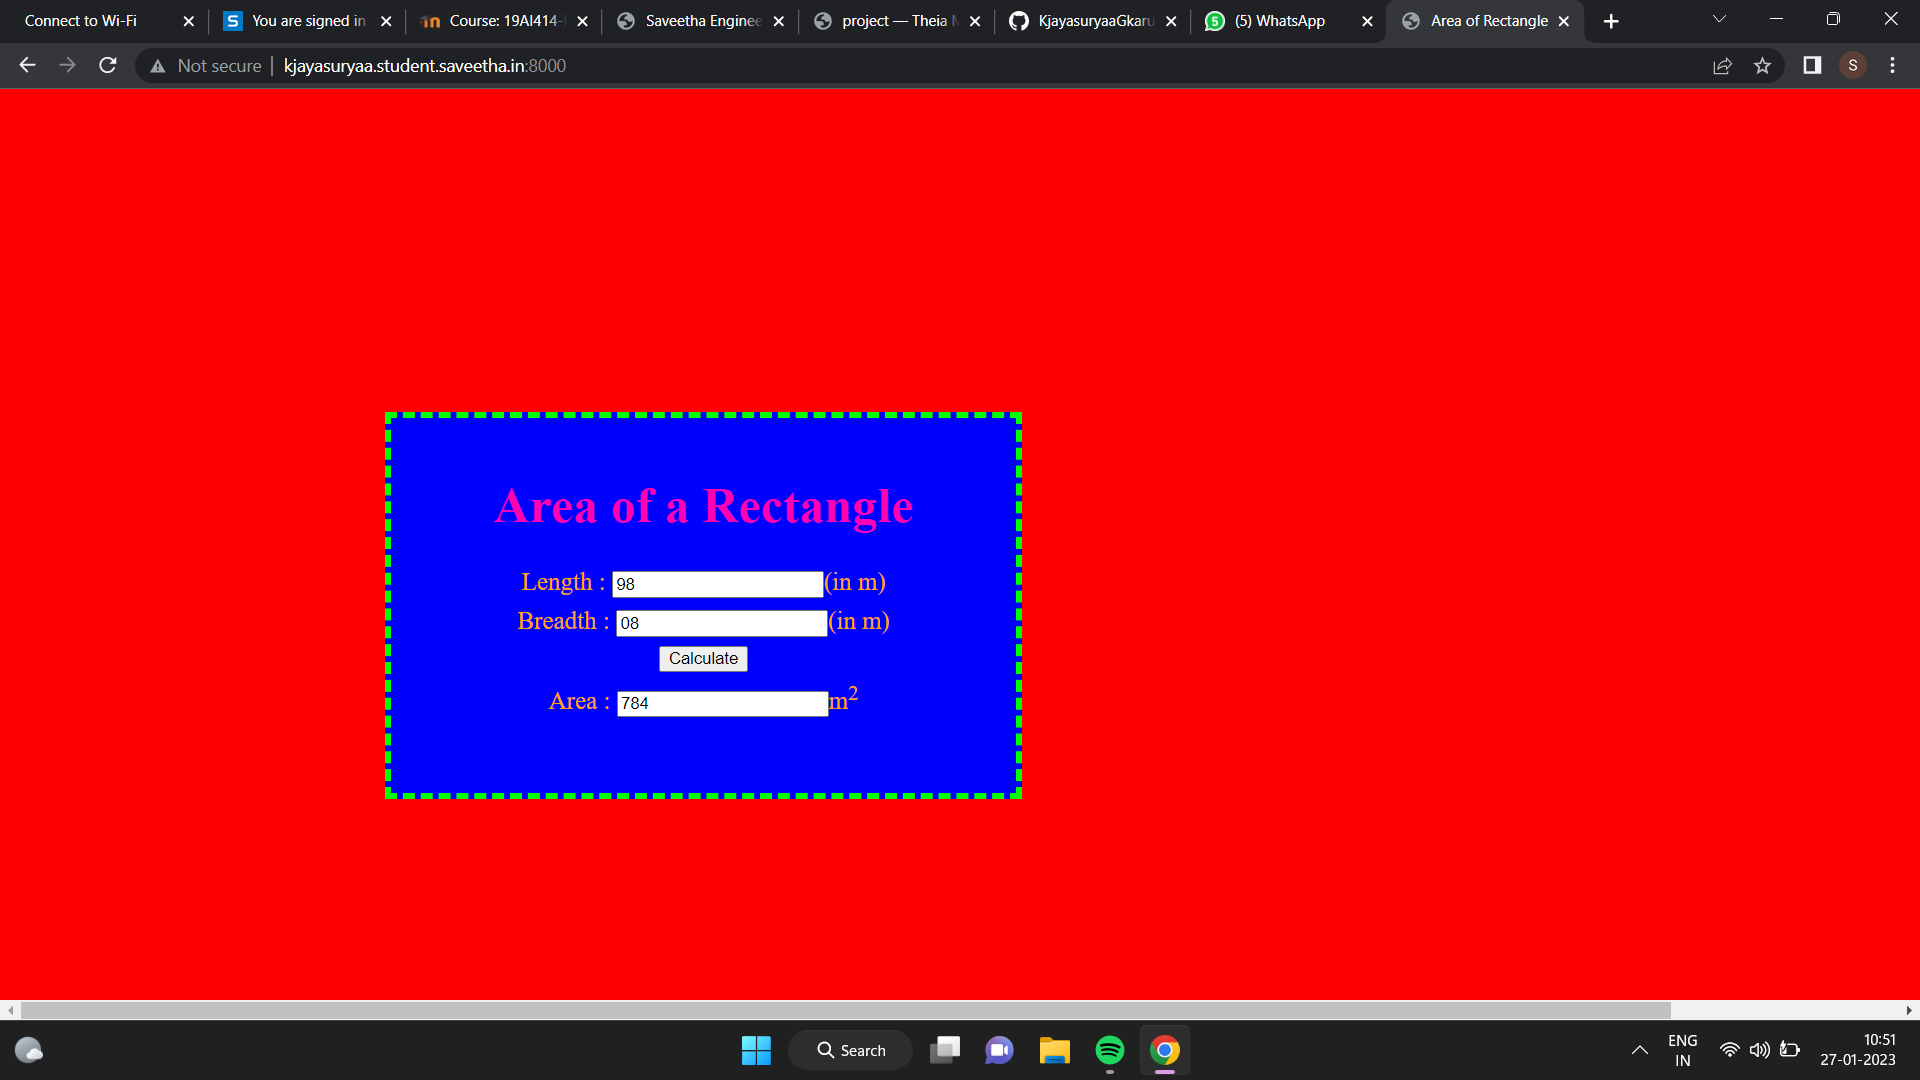 Connect to Wi-Fi
You are signed in
Course: 19AI414-
Saveetha Enginee
project — Theia
KjayasuryaaGkaru
(5) WhatsApp
Area of Rectangle
Not secure kjayasuryaa.student.saveetha.in:8000
S
Area of a Rectangle
Length : 98 (in m)
Breadth : 08 (in m)
Calculate
Area : 784 m²
Search
ENG
IN
10:51
27-01-2023